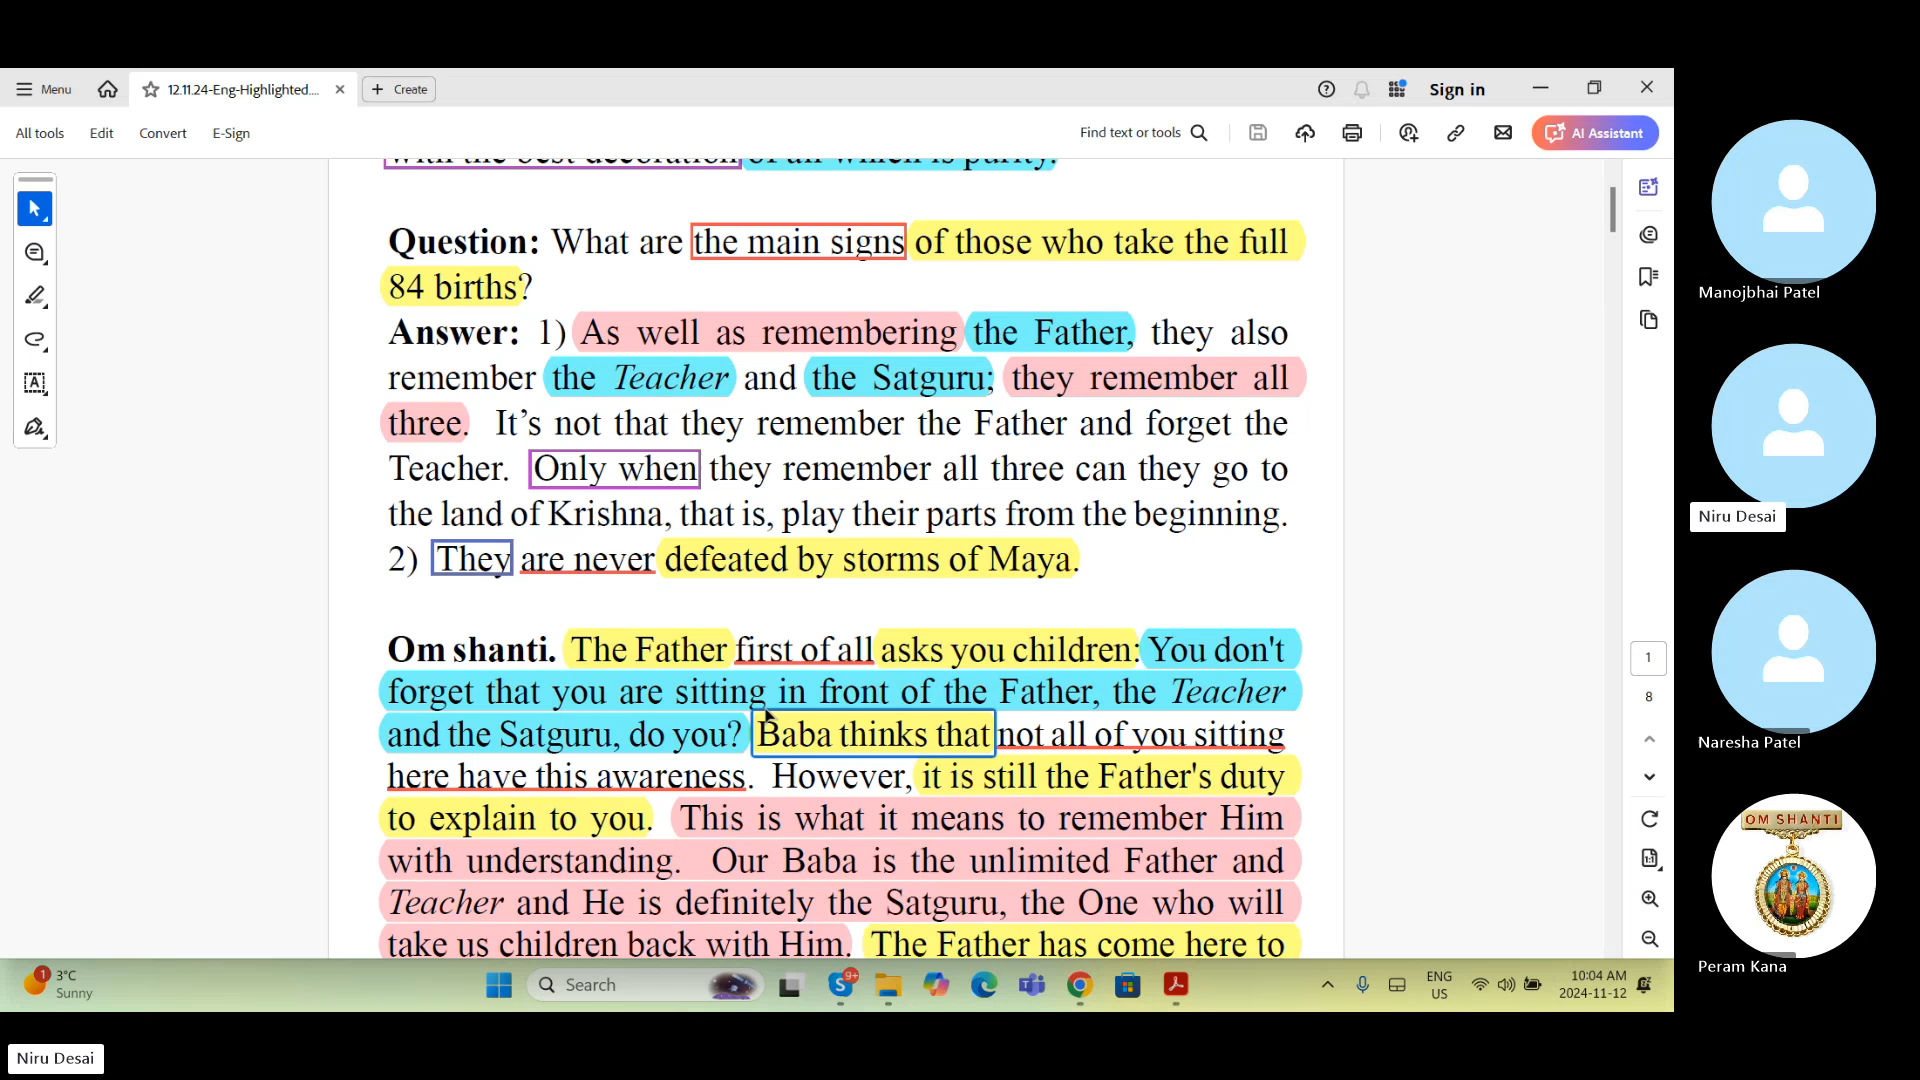 Menu
12.11.24-Eng-Highlighted....
Create
Sign in
All tools
Edit
Convert
E-Sign
Find text or tools
AI Assistant
with the best decoration of all which is purity.
Question: What are the main signs of those who take the full
84 births?
Answer: 1) As well as remembering the Father, they also
remember the Teacher and the Satguru; they remember all
three. It’s not that they remember the Father and forget the
Teacher. Only when they remember all three can they go to
the land of Krishna, that is, play their parts from the beginning.
2) They are never defeated by storms of Maya.
Om shanti. The Father first of all asks you children: You don't
forget that you are sitting in front of the Father, the Teacher
and the Satguru, do you? Baba thinks that not all of you sitting
here have this awareness. However, it is still the Father's duty
to explain to you. This is what it means to remember Him
with understanding. Our Baba is the unlimited Father and
Teacher and He is definitely the Satguru, the One who will
take us children back with Him. The Father has come here to
1
8
Manojbhai Patel
Niru Desai
Naresha Patel
OM SHANTI
Peram Kana
1
3°C
Sunny
Search
9+
ENG
US
10:04 AM
2024-11-12
Niru Desai